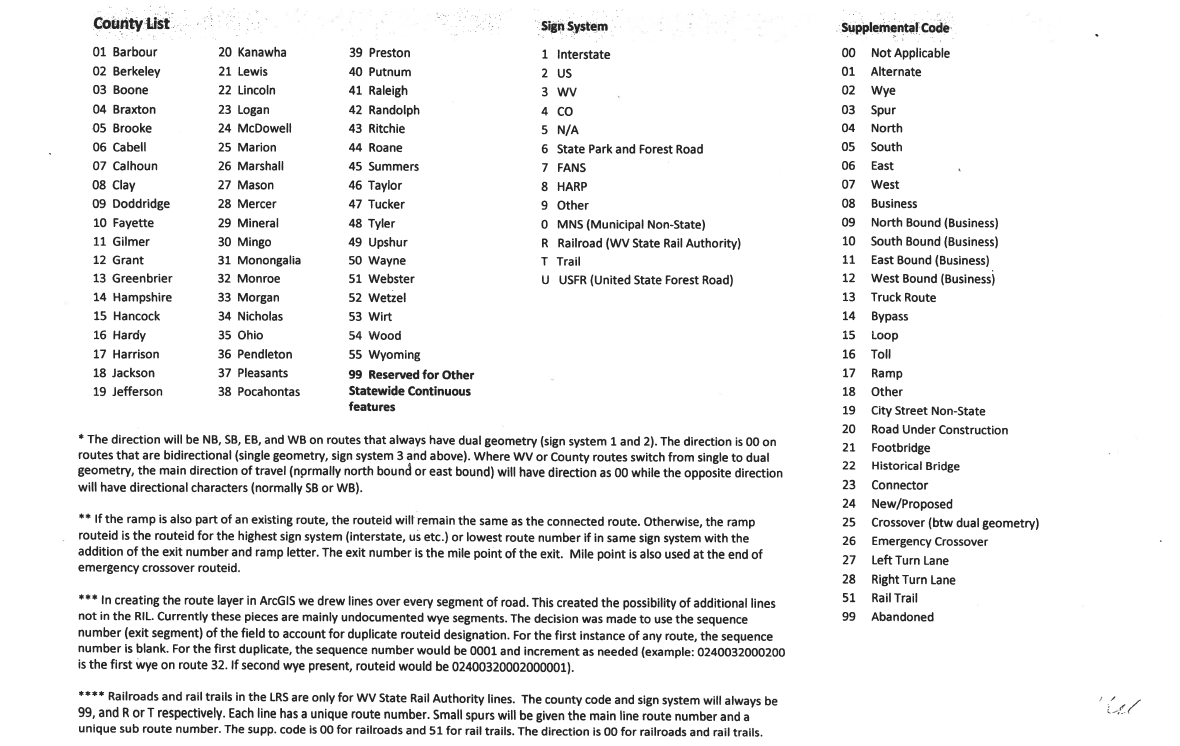 County List
01 Barbour
02 Berkeley
03 Boone
04 Braxton
05 Brooke
06 Cabell
07 Calhoun
08 Clay
09 Doddridge
10 Fayette
11 Gilmer
12 Grant
13 Greenbrier
14 Hampshire
15 Hancock
16 Hardy
17 Harrison
18 Jackson
19 Jefferson
20 Kanawha
21 Lewis
22 Lincoln
23 Logan
24 McDowell
25 Marion
26 Marshall
27 Mason
28 Mercer
29 Mineral
30 Mingo
31 Monongalia
32 Monroe
33 Morgan
34 Nicholas
35 Ohio
36 Pendleton
37 Pleasants
38 Pocahontas
39 Preston
40 Putnum
41 Raleigh
42 Randolph
43 Ritchie
44 Roane
45 Summers
46 Taylor
47 Tucker
48 Tyler
49 Upshur
50 Wayne
51 Webster
52 Wetzel
53 Wirt
54 Wood
55 Wyoming
99 Reserved for Other
Statewide Continuous
features
Sign System
1 Interstate
2 US
3 WV
4 CO
5 N/A
6 State Park and Forest Road
7 FANS
8 HARP
9 Other
0 MNS (Municipal Non-State)
R Railroad (WV State Rail Authority)
T Trail
U USFR (United State Forest Road)
Supplemental Code
00 Not Applicable
01 Alternate
02 Wye
03 Spur
04 North
05 South
06 East
07 West
08 Business
09 North Bound (Business)
10 South Bound (Business)
11 East Bound (Business)
12 West Bound (Business)
13 Truck Route
14 Bypass
15 Loop
16 Toll
17 Ramp
18 Other
19 City Street Non-State
20 Road Under Construction
21 Footbridge
22 Historical Bridge
23 Connector
24 New/Proposed
25 Crossover (btw dual geometry)
26 Emergency Crossover
27 Left Turn Lane
28 Right Turn Lane
51 Rail Trail
99 Abandoned
* The direction will be NB, SB, EB, and WB on routes that always have dual geometry (sign system 1 and 2). The direction is 00 on
routes that are bidirectional (single geometry, sign system 3 and above). Where WV or County routes switch from single to dual
geometry, the main direction of travel (normally north bound or east bound) will have direction as 00 while the opposite direction
will have directional characters (normally SB or WB).
** If the ramp is also part of an existing route, the routeid will remain the same as the connected route. Otherwise, the ramp
routeid is the routeid for the highest sign system (interstate, us etc.) or lowest route number if in same sign system with the
addition of the exit number and ramp letter. The exit number is the mile point of the exit. Mile point is also used at the end of
emergency crossover routeid.
*** In creating the route layer in ArcGIS we drew lines over every segment of road. This created the possibility of additional lines
not in the RIL. Currently these pieces are mainly undocumented wye segments. The decision was made to use the sequence
number (exit segment) of the field to account for duplicate routeid designation. For the first instance of any route, the sequence
number is blank. For the first duplicate, the sequence number would be 0001 and increment as needed (example: 0240032000200
is the first wye on route 32. If second wye present, routeid would be 02400320002000001).
**** Railroads and rail trails in the LRS are only for WV State Rail Authority lines. The county code and sign system will always be
99, and R or T respectively. Each line has a unique route number. Small spurs will be given the main line route number and a
unique sub route number. The supp. code is 00 for railroads and 51 for rail trails. The direction is 00 for railroads and rail trails.